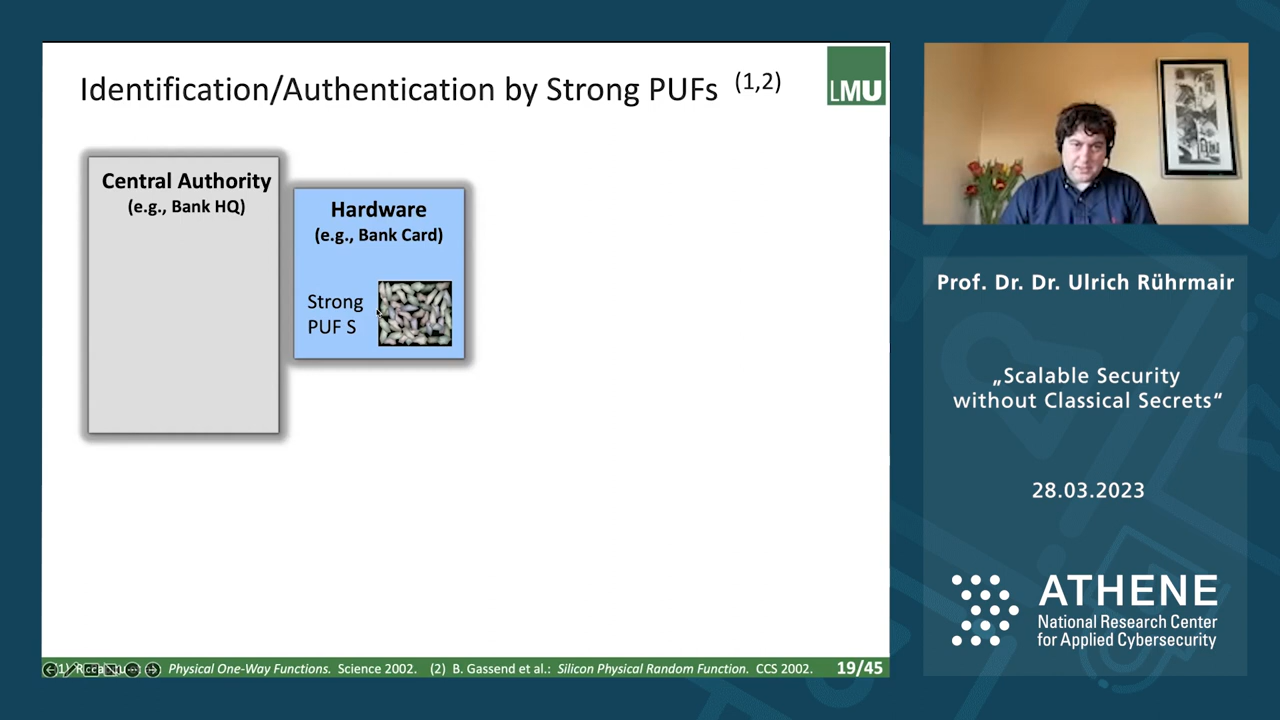 Identification/Authentication by Strong PUFs (1,2)
LMU
Central Authority
(e.g., Bank HQ)
Hardware
(e.g., Bank Card)
Strong
PUF S
Physical One-Way Functions. Science 2002. (2) B. Gassend et al.: Silicon Physical Random Function. CCS 2002. 19/45
Prof. Dr. Dr. Ulrich Rührmair
„Scalable Security
without Classical Secrets“
28.03.2023
ATHENE
National Research Center
for Applied Cybersecurity